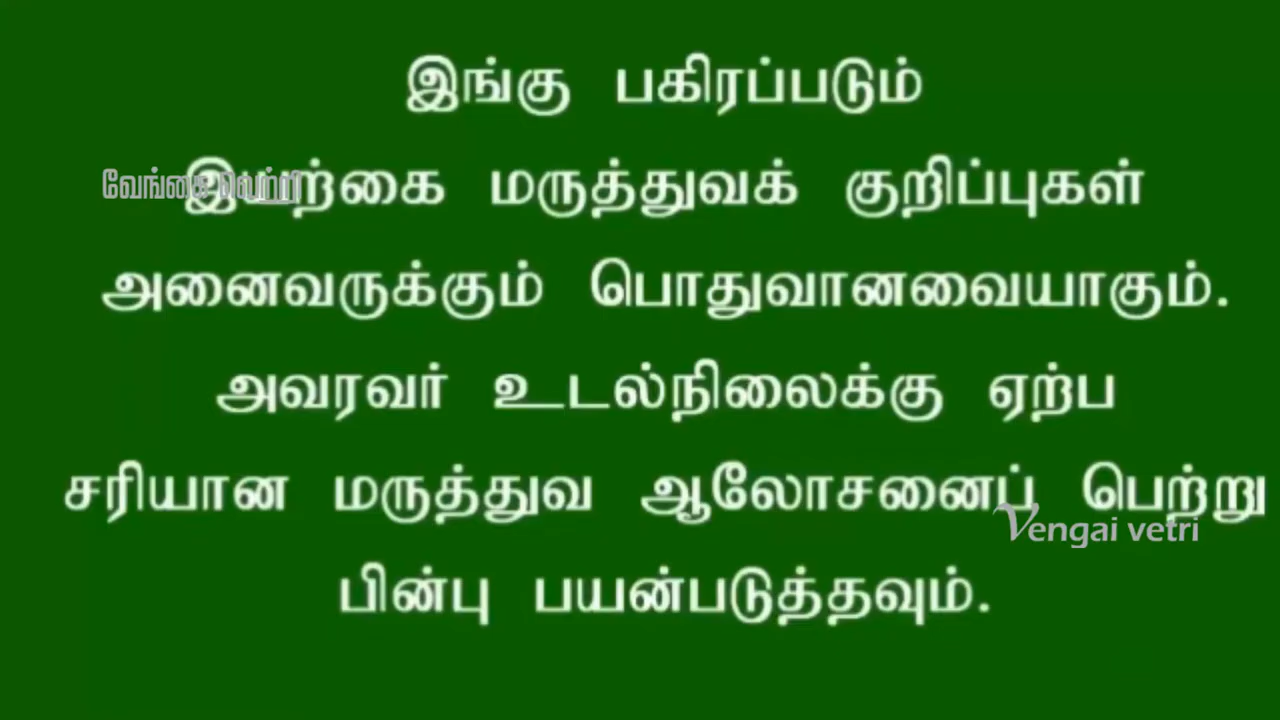 இங்கு பகிரப்படும்
வேங்கை வெற்றி
இயற்கை மருத்துவக் குறிப்புகள்
அனைவருக்கும் பொதுவானவையாகும்.
அவரவர் உடல்நிலைக்கு ஏற்ப
சரியான மருத்துவ ஆலோசனைப் பெற்று
Vengai vetri
பின்பு பயன்படுத்தவும்.